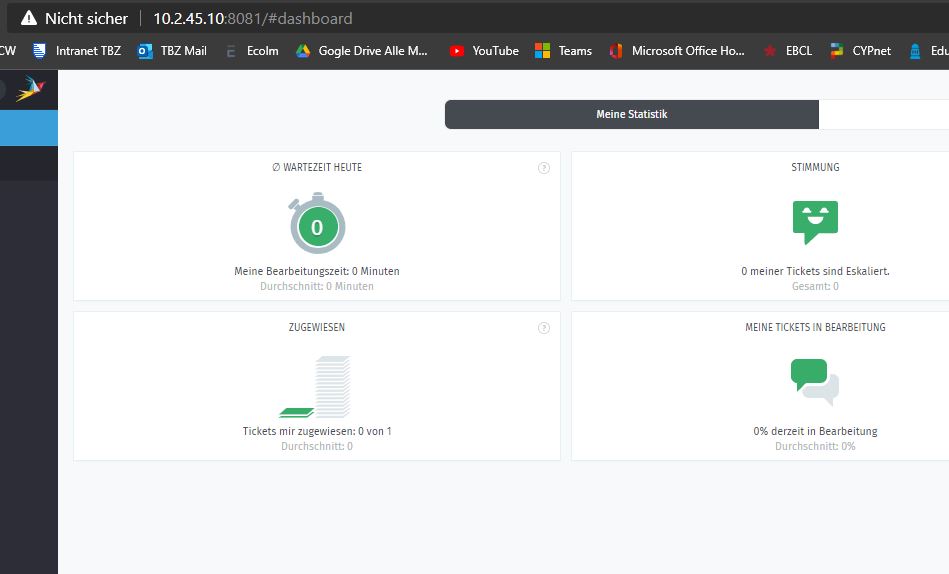 Nicht sicher 10.2.45.10:8081/#dashboard
CW Intranet TBZ TBZ Mail Ecolm Gogle Drive Alle M... YouTube Teams Microsoft Office Ho... EBCL CYPnet Edu
Meine Statistik
∅ WARTEZEIT HEUTE
?
0
Meine Bearbeitungszeit: 0 Minuten
Durchschnitt: 0 Minuten
STIMMUNG
0 meiner Tickets sind Eskaliert.
Gesamt: 0
ZUGEWIESEN
?
Tickets mir zugewiesen: 0 von 1
Durchschnitt: 0
MEINE TICKETS IN BEARBEITUNG
0% derzeit in Bearbeitung
Durchschnitt: 0%